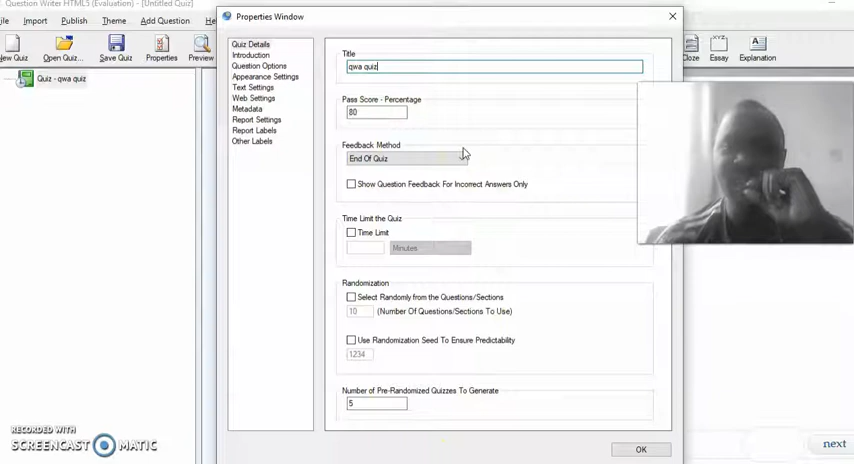 Question Writer HTML5 (Evaluation) - [Untitled Quiz]
Properties Window
ile Import Publish Theme Add Question He
New Quiz Open Quiz... Save Quiz Properties Preview
Cloze Essay Explanation
Quiz - qwa quiz
Quiz Details
Introduction
Question Options
Appearance Settings
Text Settings
Web Settings
Metadata
Report Settings
Report Labels
Other Labels
Title
qwa quiz
Pass Score - Percentage
80
Feedback Method
End Of Quiz
Show Question Feedback For Incorrect Answers Only
Time Limit the Quiz
Time Limit
Minutes
Randomization
Select Randomly from the Questions/Sections
10 (Number Of Questions/Sections To Use)
Use Randomization Seed To Ensure Predictability
1234
Number of Pre-Randomized Quizzes To Generate
5
OK
next
RECORDED WITH
SCREENCAST MATIC